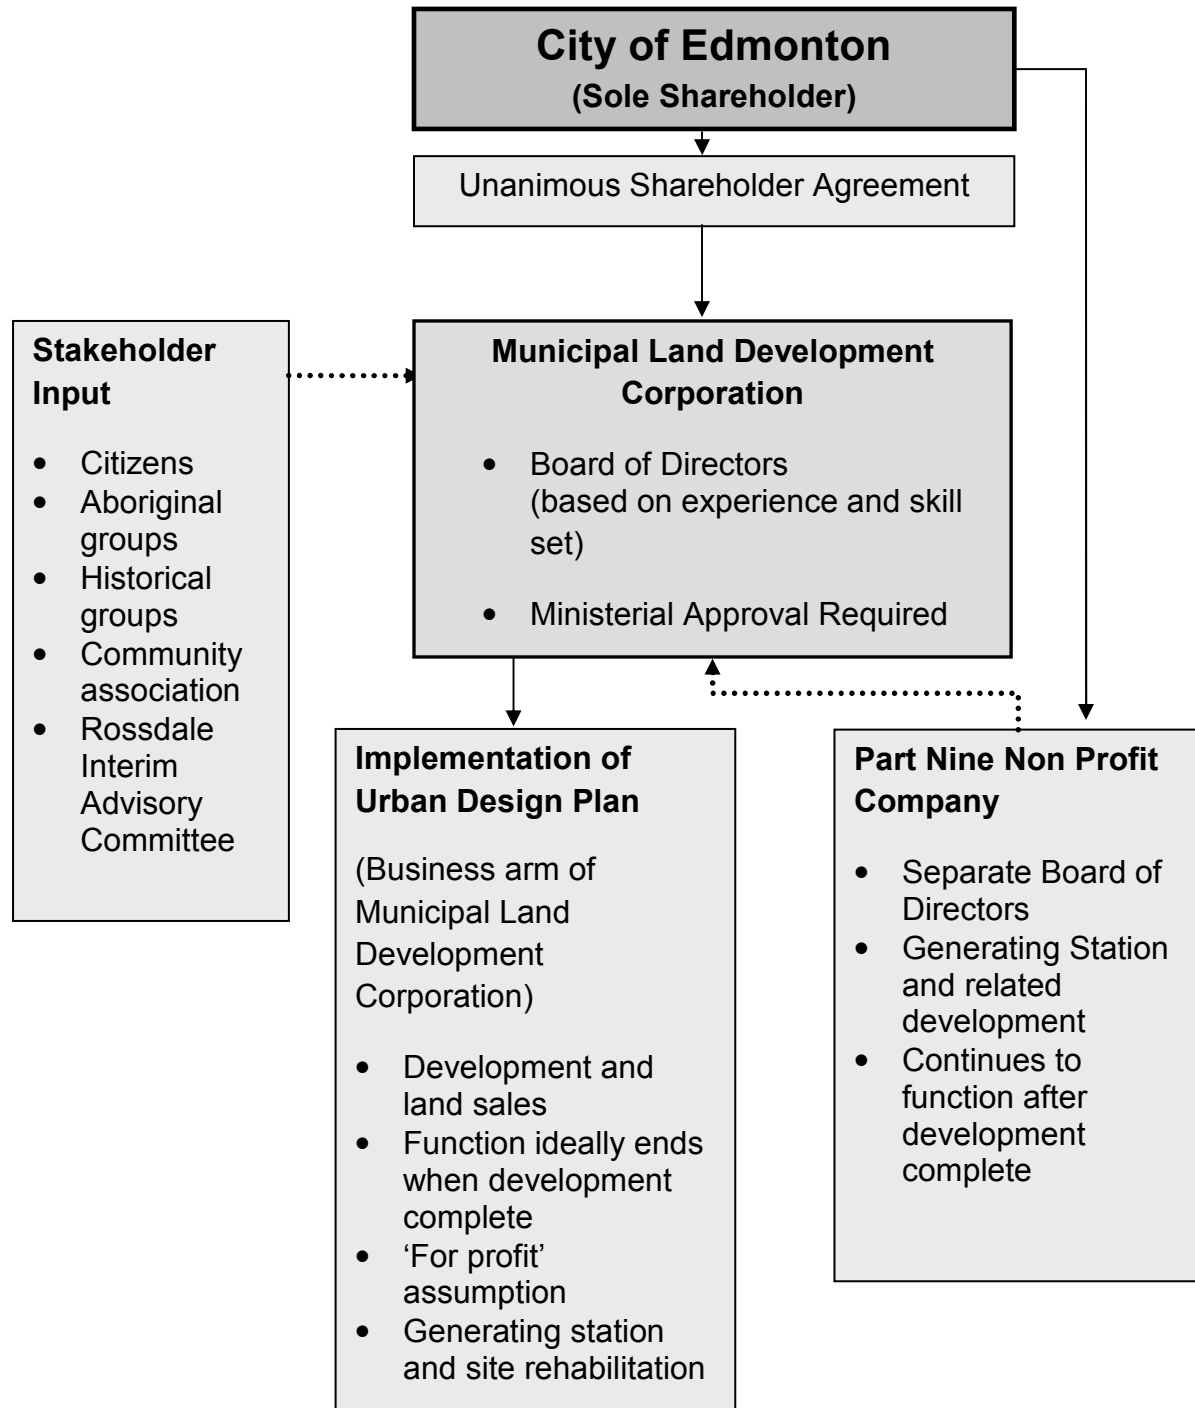 City of Edmonton
(Sole Shareholder)
Unanimous Shareholder Agreement
Stakeholder
Input
• Citizens
• Aboriginal
groups
• Historical
groups
• Community
association
• Rossdale
Interim
Advisory
Committee
Municipal Land Development
Corporation
• Board of Directors
(based on experience and skill
set)
• Ministerial Approval Required
Implementation of
Urban Design Plan
(Business arm of
Municipal Land
Development
Corporation)
• Development and
land sales
• Function ideally ends
when development
complete
• ‘For profit’
assumption
• Generating station
and site rehabilitation
Part Nine Non Profit
Company
• Separate Board of
Directors
• Generating Station
and related
development
• Continues to
function after
development
complete